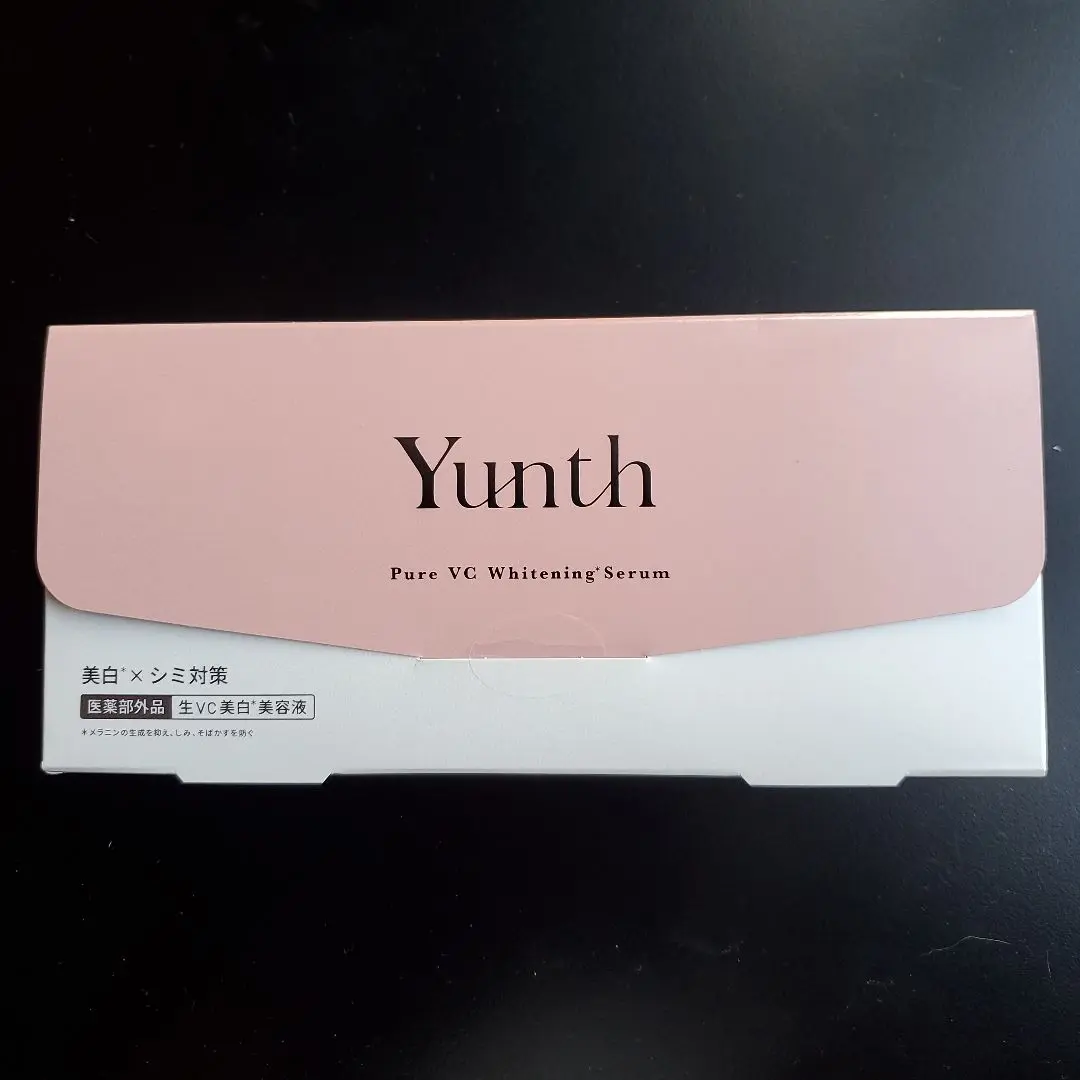 Yunth
Pure VC Whitening*Serum
美白*×シミ対策
医薬部外品 生VC美白*美容液
*メラニンの生成を抑え、しみ、そばかすを防ぐ